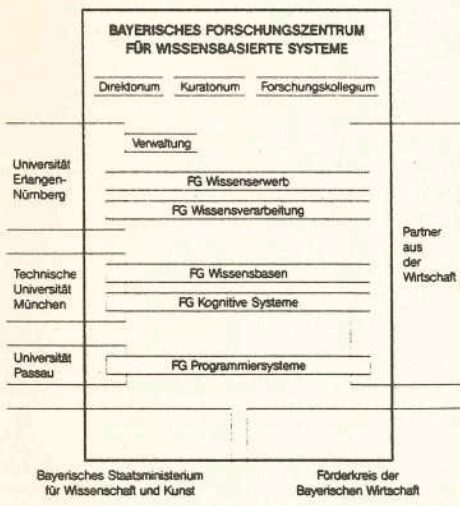 BAYERISCHES FORSCHUNGSZENTRUM
FÜR WISSENSBASIERTE SYSTEME
Direktorium Kuratorium Forschungskollegium
Verwaltung
Universität
Erlangen-
Nürnberg
FG Wissenserwerb
FG Wissensverarbeitung
Partner
aus
der
Wirtschaft
Technische
Universität
München
FG Wissensbasen
FG Kognitive Systeme
Universität
Passau
FG Programmiersysteme
Bayerisches Staatsministerium
für Wissenschaft und Kunst
Förderkreis der
Bayerischen Wirtschaft